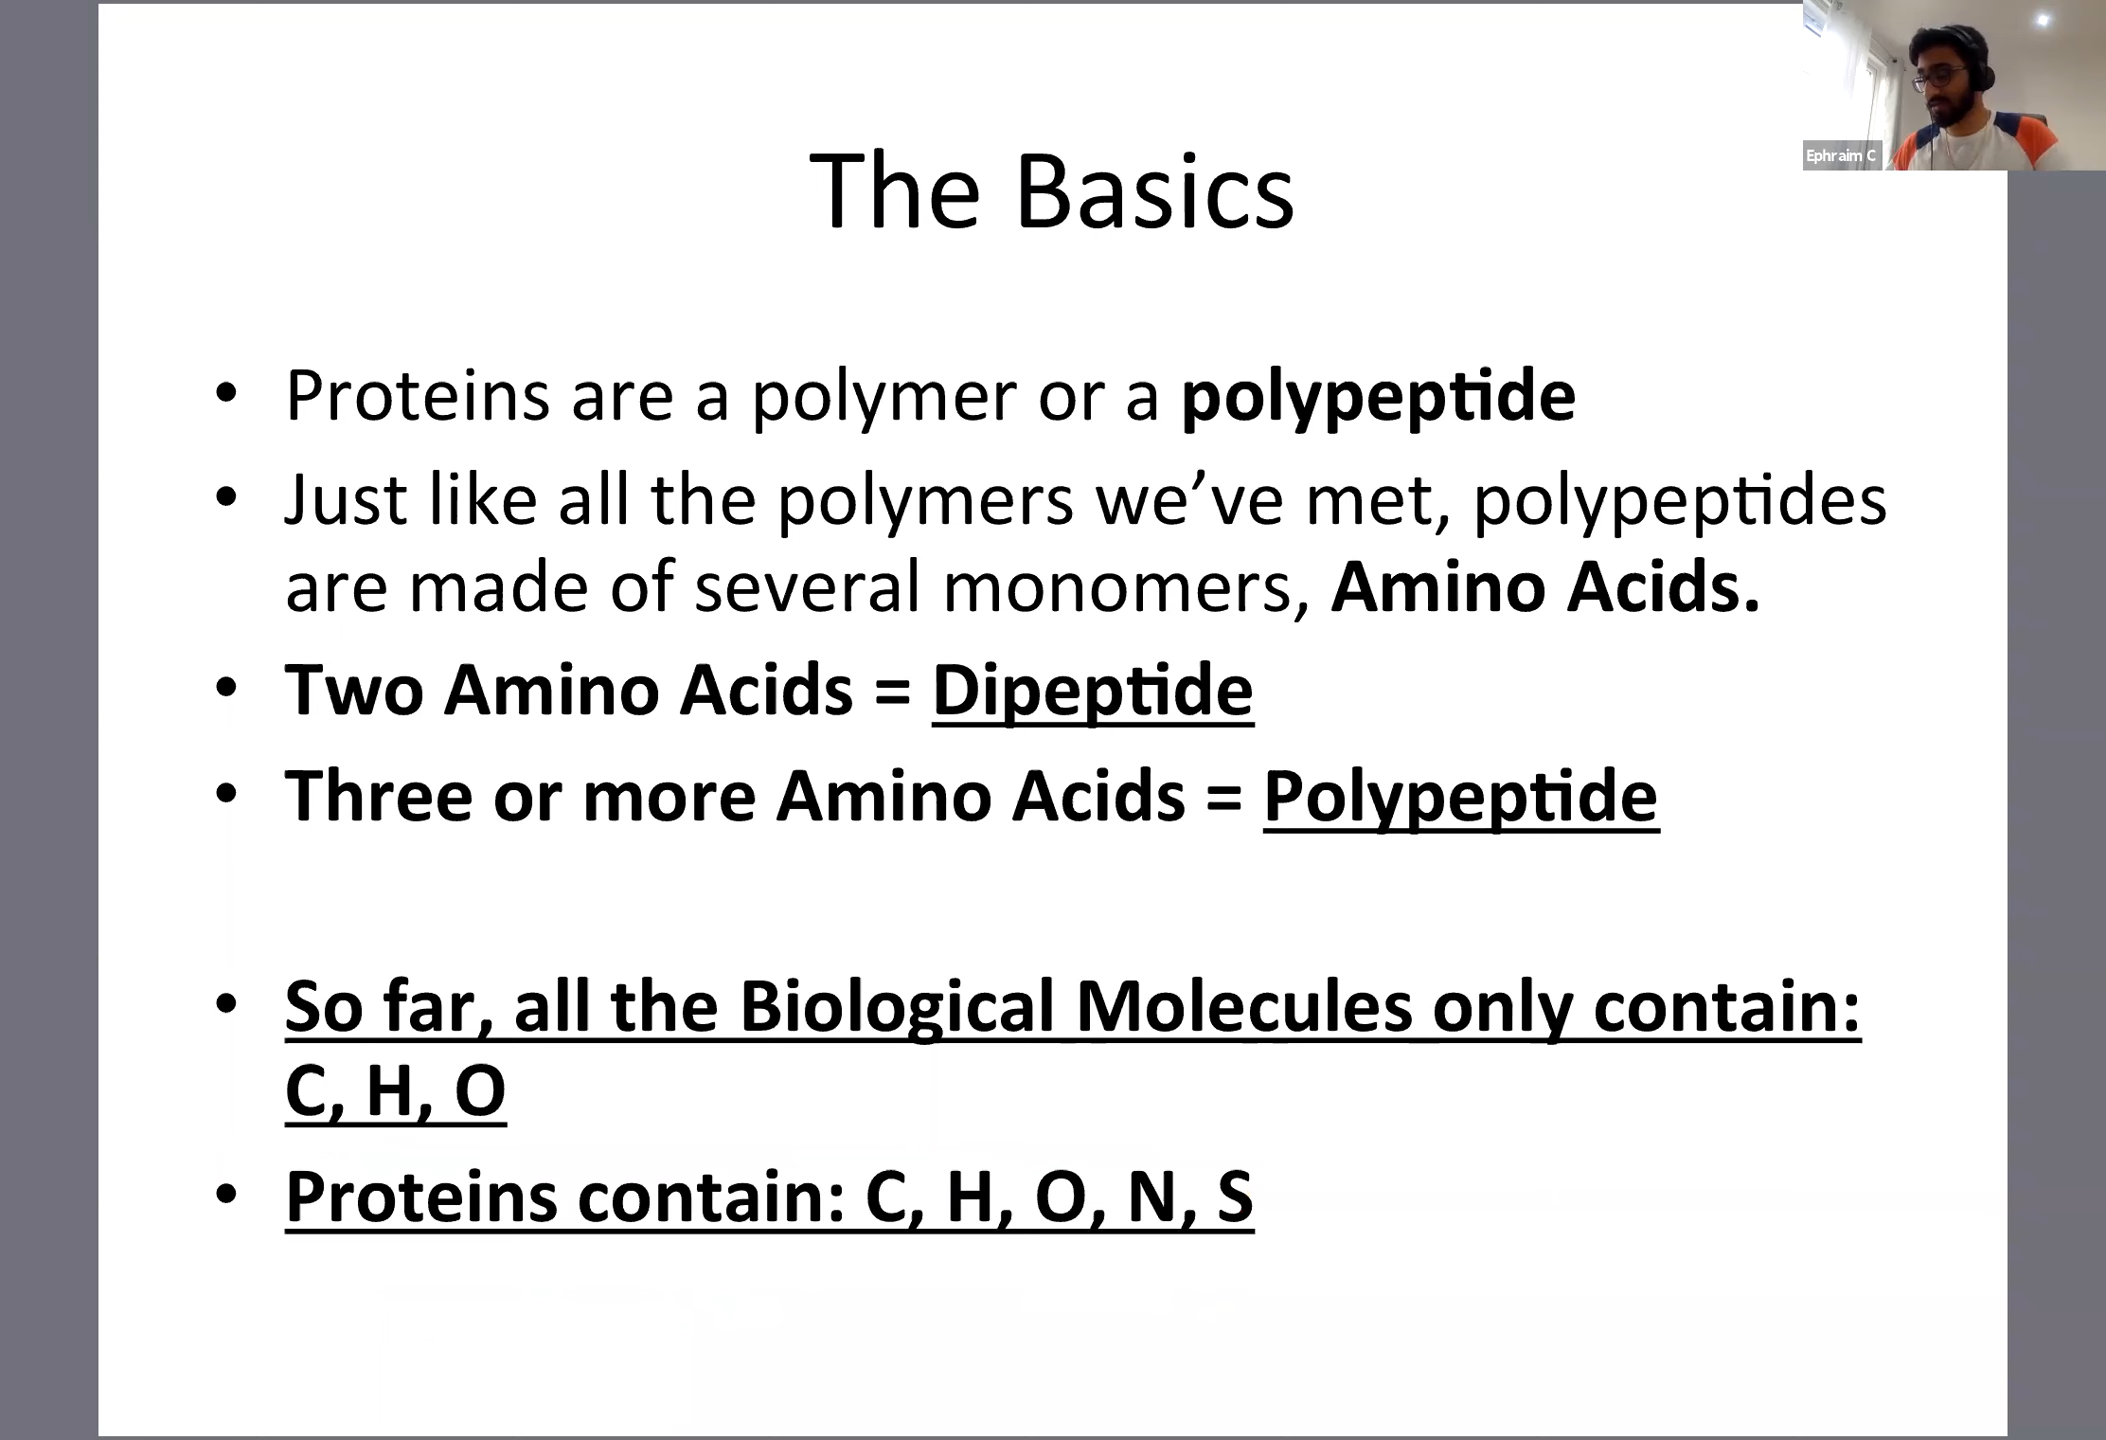 Ephraim C
The Basics
• Proteins are a polymer or a polypeptide
• Just like all the polymers we’ve met, polypeptides
are made of several monomers, Amino Acids.
• Two Amino Acids = Dipeptide
• Three or more Amino Acids = Polypeptide
• So far, all the Biological Molecules only contain:
C, H, O
• Proteins contain: C, H, O, N, S